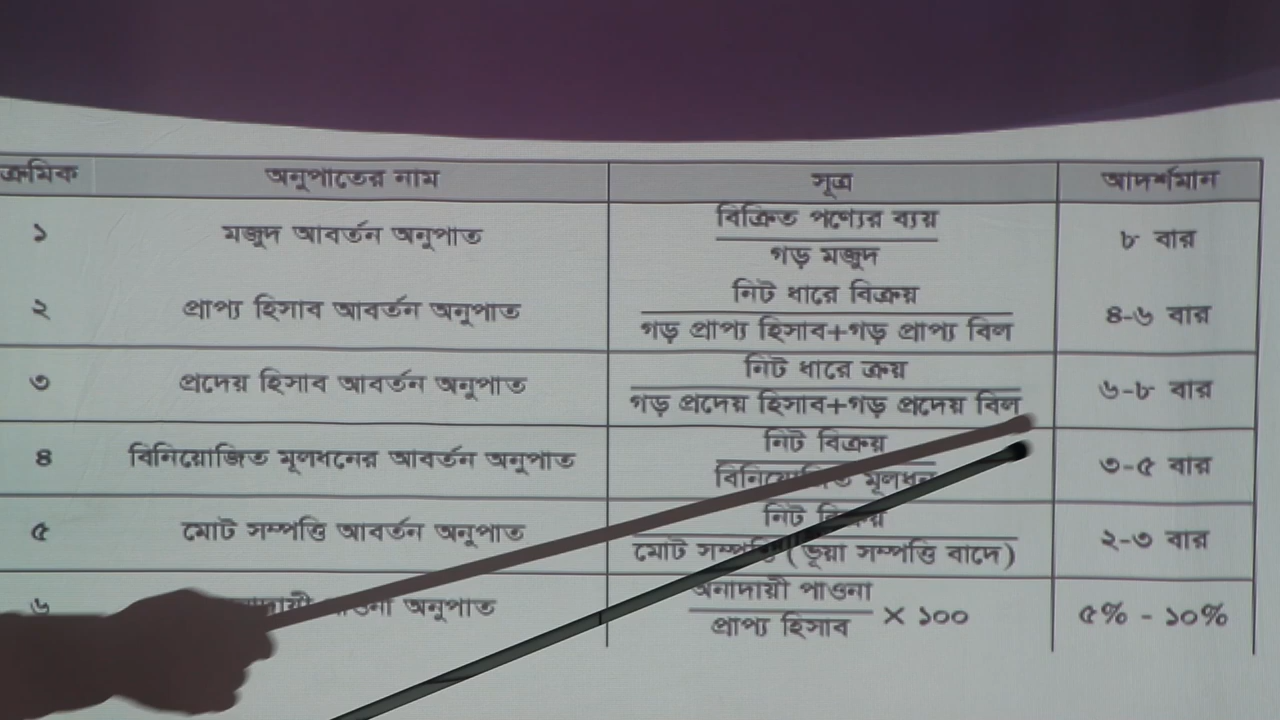 ক্রমিক অনুপাতের নাম সূত্র আদর্শমান
১ মজুদ আবর্তন অনুপাত বিক্রিত পণ্যের ব্যয় ৮ বার
গড় মজুদ
২ প্রাপ্য হিসাব আবর্তন অনুপাত নিট ধারে বিক্রয় ৪-৬ বার
গড় প্রাপ্য হিসাব+গড় প্রাপ্য বিল
৩ প্রদেয় হিসাব আবর্তন অনুপাত নিট ধারে ক্রয় ৬-৮ বার
গড় প্রদেয় হিসাব+গড় প্রদেয় বিল
৪ বিনিয়োজিত মূলধনের আবর্তন অনুপাত নিট বিক্রয় ৩-৫ বার
বিনিয়োজিত মূলধন
৫ মোট সম্পত্তি আবর্তন অনুপাত নিট বিক্রয় ২-৩ বার
মোট সম্পত্তি (ভূয়া সম্পত্তি বাদে)
৬ অনাদায়ী পাওনা অনুপাত অনাদায়ী পাওনা × ১০০ ৫% - ১০%
প্রাপ্য হিসাব